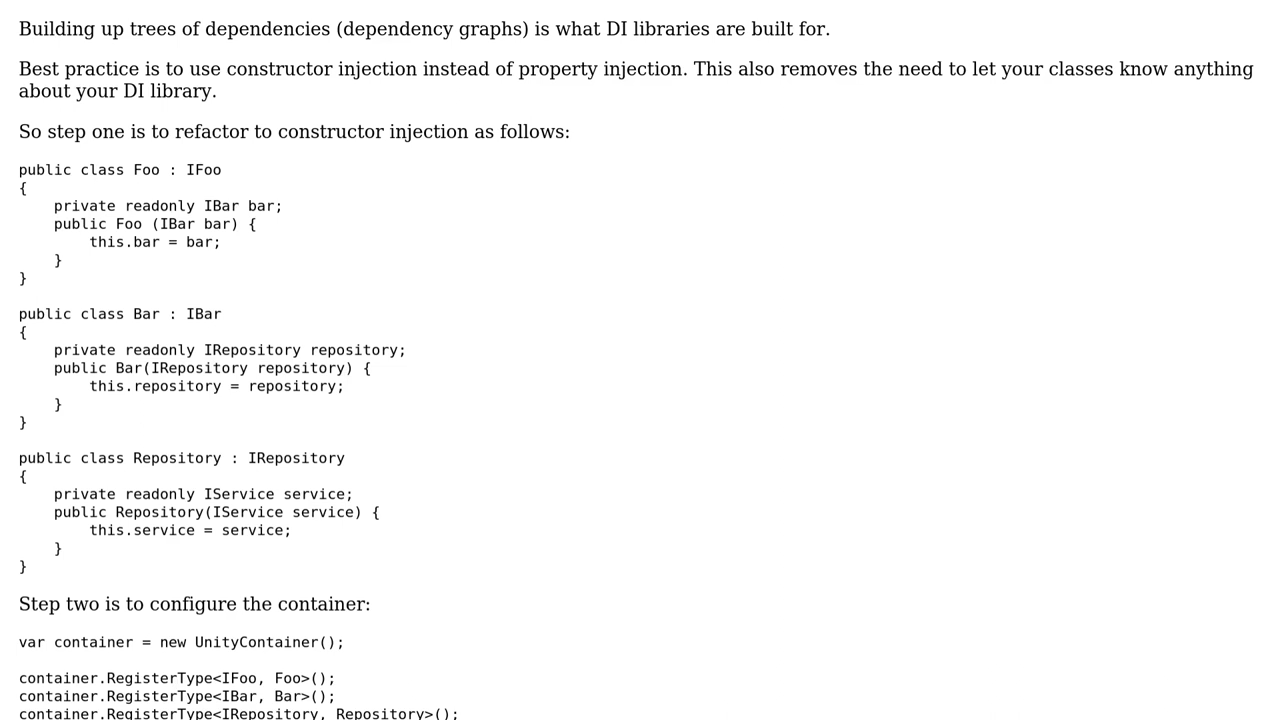 Building up trees of dependencies (dependency graphs) is what DI libraries are built for.
Best practice is to use constructor injection instead of property injection. This also removes the need to let your classes know anything
about your DI library.
So step one is to refactor to constructor injection as follows:
public class Foo : IFoo
{
    private readonly IBar bar;
    public Foo (IBar bar) {
        this.bar = bar;
    }
}
public class Bar : IBar
{
    private readonly IRepository repository;
    public Bar(IRepository repository) {
        this.repository = repository;
    }
}
public class Repository : IRepository
{
    private readonly IService service;
    public Repository(IService service) {
        this.service = service;
    }
}
Step two is to configure the container:
var container = new UnityContainer();
container.RegisterType<IFoo, Foo>();
container.RegisterType<IBar, Bar>();
container.RegisterType<IRepository, Repository>();